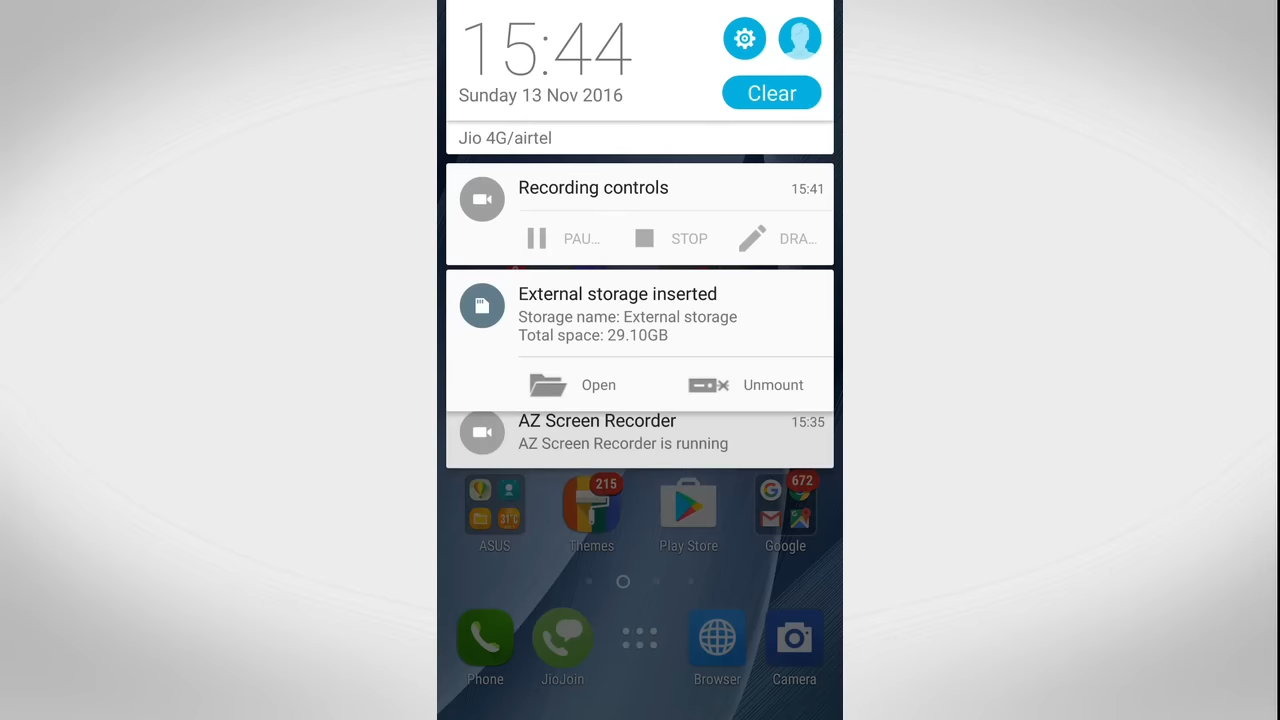 15:44
Sunday 13 Nov 2016
Clear
Jio 4G/airtel
Recording controls 15:41
PAU... STOP DRA...
External storage inserted
Storage name: External storage
Total space: 29.10GB
Open Unmount
AZ Screen Recorder 15:35
AZ Screen Recorder is running
215 672
31°C
ASUS Themes Play Store Google
Phone JioJoin Browser Camera